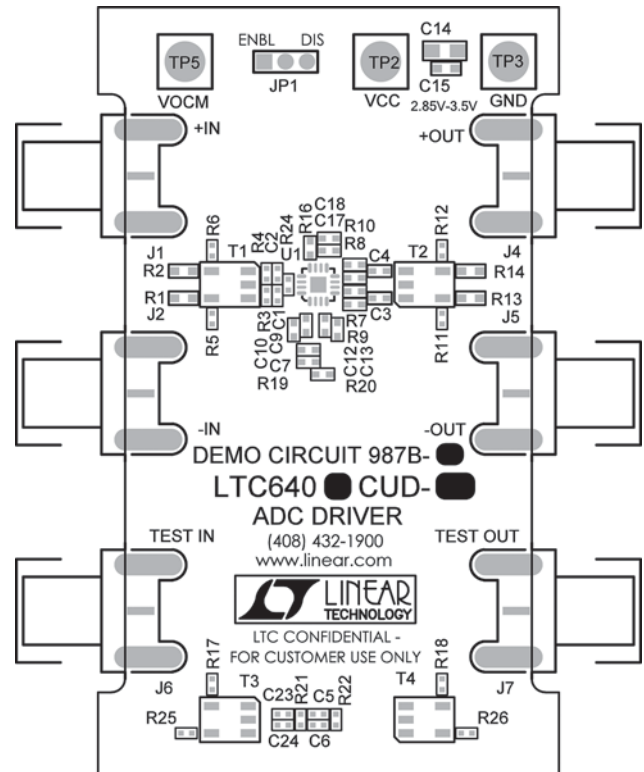 C14
ENBL DIS
TP5 TP2 TP3
JP1
C15
VOCM VCC 2.85V-3.5V GND
+IN +OUT
R6 R4 C2 R24 R16 C18 C17 R10 R8 R12
J1 T1 U1 C4 T2 J4
R2 R14
R1 R13
J2 R5 R3 C1 C3 R11 J5
C10 C9 R7 R9
C7 C12 C13
R19 R20
-IN -OUT
DEMO CIRCUIT 987B-
LTC640 CUD-
ADC DRIVER
TEST IN (408) 432-1900 TEST OUT
www.linear.com
LT LINEAR
TECHNOLOGY
LTC CONFIDENTIAL -
FOR CUSTOMER USE ONLY
R17 R18
J6 T3 C23 R21 C5 R22 T4 J7
R25 C24 C6 R26